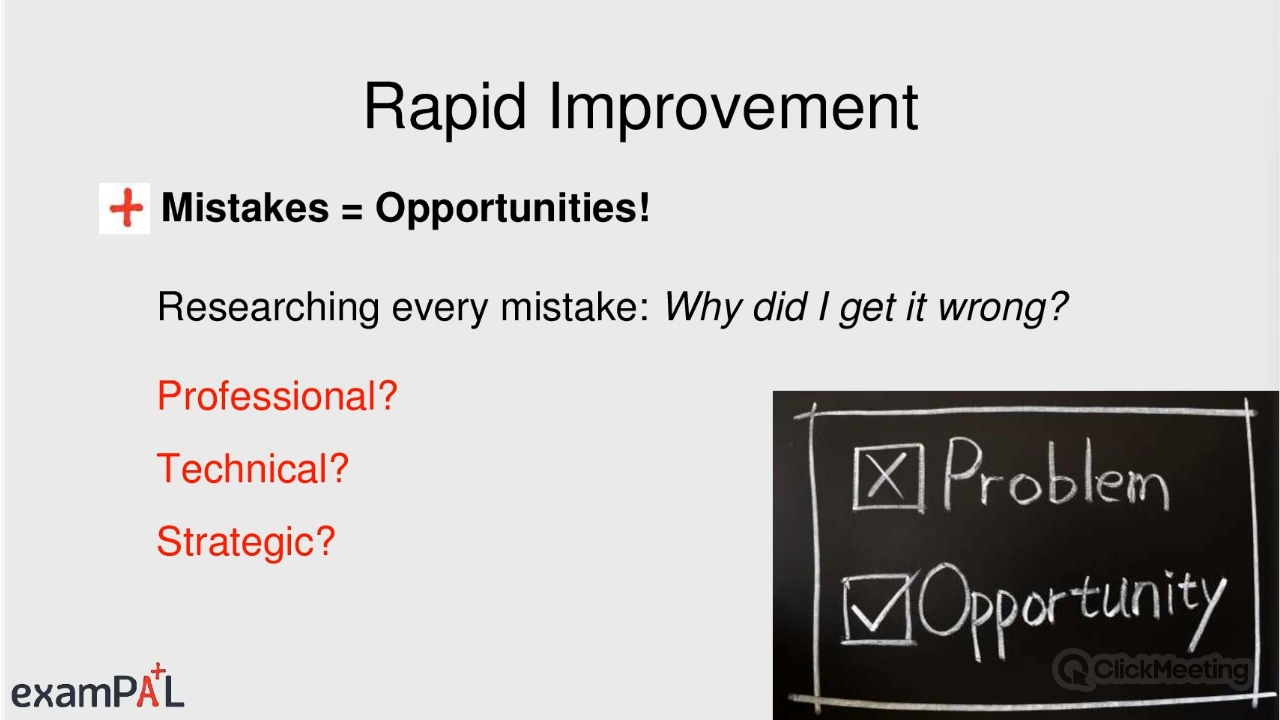 Rapid Improvement
Mistakes = Opportunities!
Researching every mistake: Why did I get it wrong?
Professional?
Technical?
Strategic?
Problem
Opportunity
ClickMeeting
examPAL